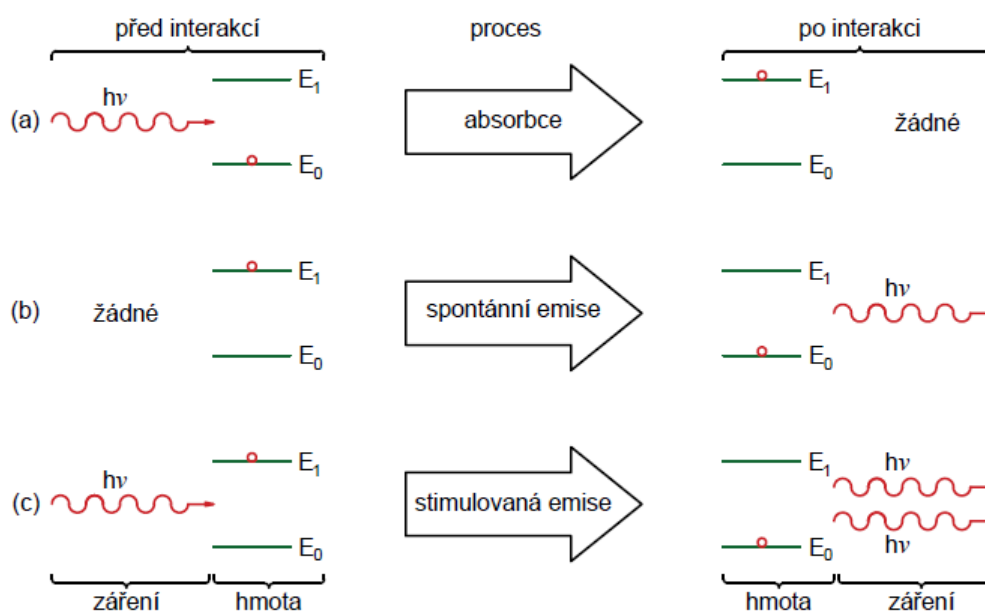 před interakcí proces po interakci
hν E₁ E₁
(a) absorbce žádné
E₀ E₀
E₁ E₁ hν
(b) žádné spontánní emise
E₀ E₀
hν E₁ E₁ hν
(c) stimulovaná emise
E₀ E₀ hν
záření hmota hmota záření